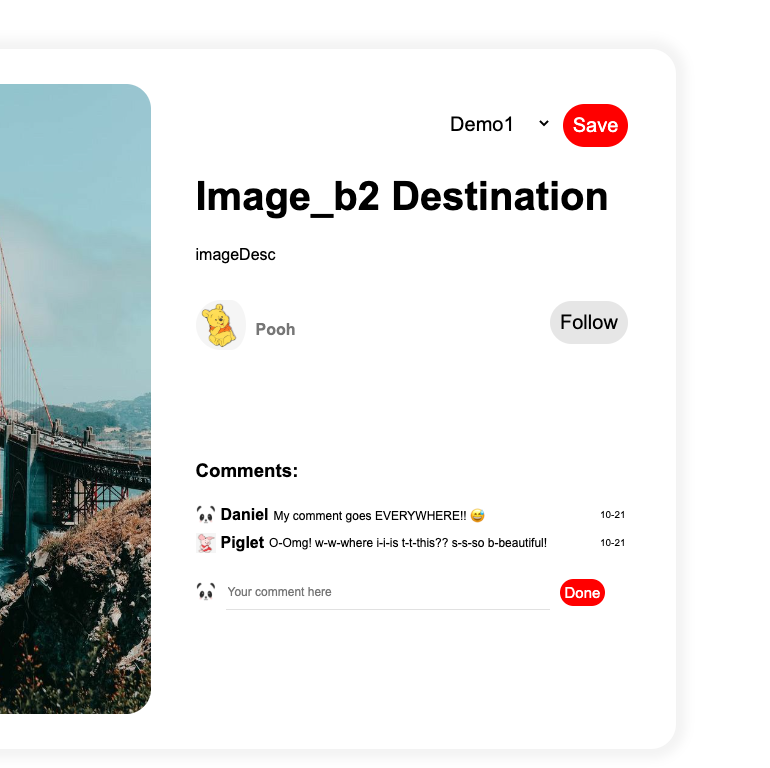 Demo1
Save
Image_b2 Destination
imageDesc
Pooh
Follow
Comments:
Daniel My comment goes EVERYWHERE!! 😅 10-21
Piglet O-Omg! w-w-where i-i-is t-t-this?? s-s-so b-beautiful! 10-21
Your comment here
Done